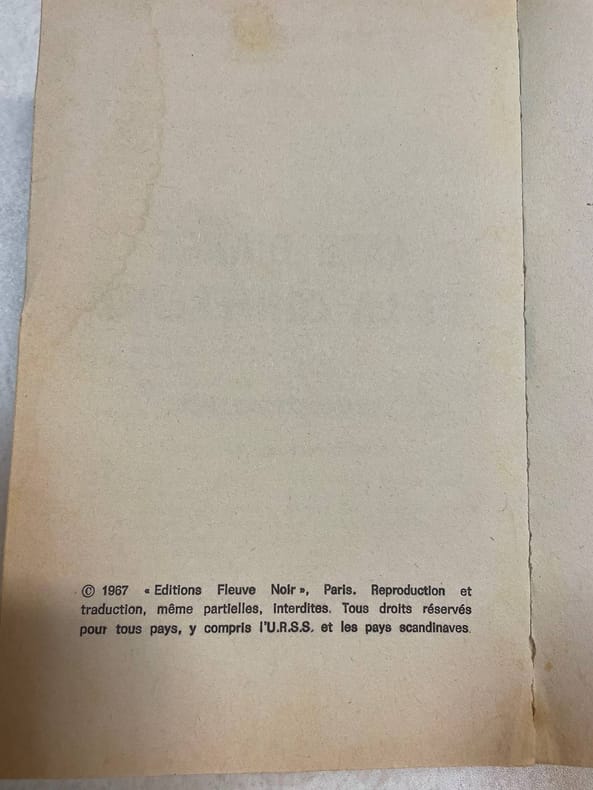 © 1967 « Editions Fleuve Noir », Paris. Reproduction et
traduction, même partielles, interdites. Tous droits réservés
pour tous pays, y compris l'U.R.S.S. et les pays scandinaves.